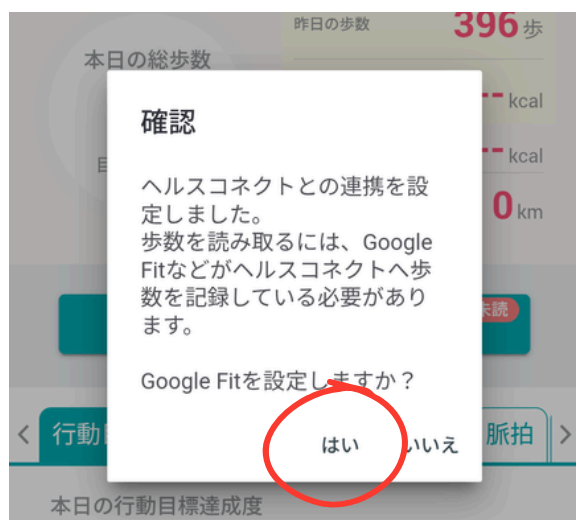 昨日の歩数 396 歩
本日の総歩数
kcal
確認
kcal
ヘルスコネクトとの連携を設
定しました。
0 km
歩数を読み取るには、Google
Fitなどがヘルスコネクトへ歩
数を記録している必要があり
ます。
Google Fitを設定しますか？
はい いいえ
行動 脈拍
本日の行動目標達成度